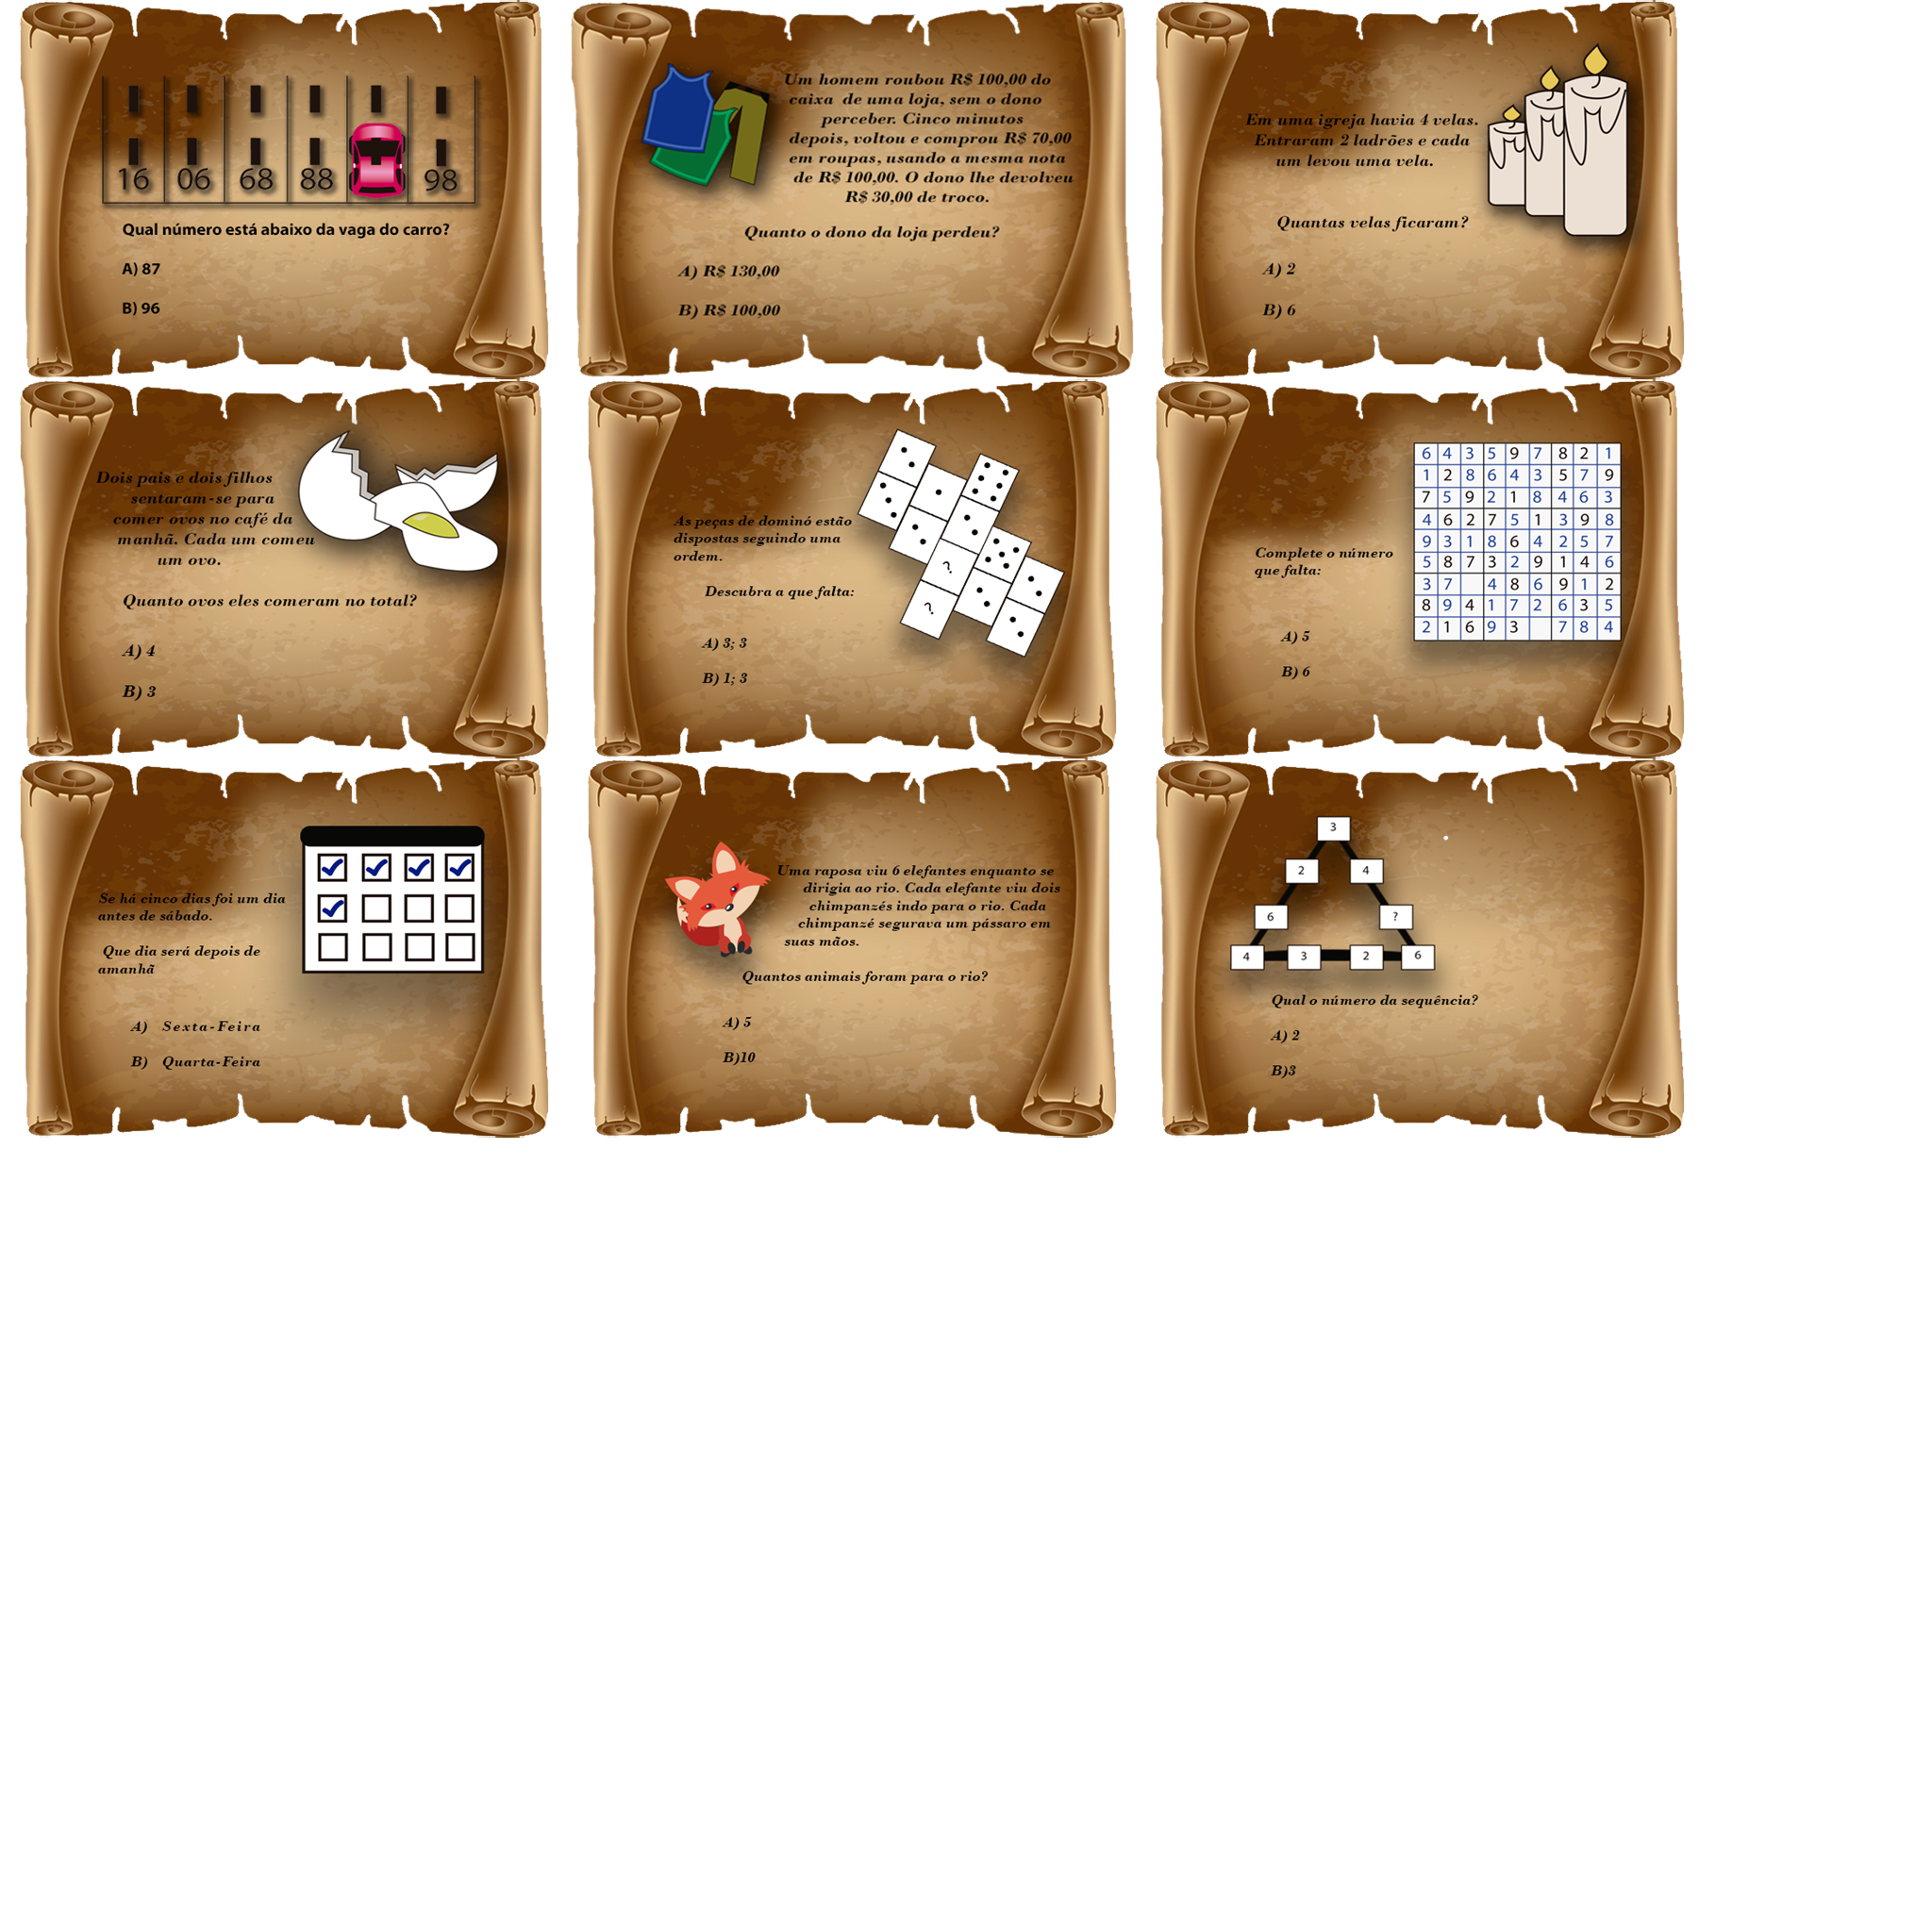 16 06 68 88 98
Qual número está abaixo da vaga do carro?
A) 87
B) 96
Um homem roubou R$ 100,00 do
caixa de uma loja, sem o dono
perceber. Cinco minutos
depois, voltou e comprou R$ 70,00
em roupas, usando a mesma nota
de R$ 100,00. O dono lhe devolveu
R$ 30,00 de troco.
Quanto o dono da loja perdeu?
A) R$ 130,00
B) R$ 100,00
Em uma igreja havia 4 velas.
Entraram 2 ladrões e cada
um levou uma vela.
Quantas velas ficaram?
A) 2
B) 6
Dois pais e dois filhos
sentaram-se para
comer ovos no café da
manhã. Cada um comeu
um ovo.
Quanto ovos eles comeram no total?
A) 4
B) 3
As peças de dominó estão
dispostas seguindo uma
ordem.
Descubra a que falta:
?
?
A) 3; 3
B) 1; 3
6 4 3 5 9 7 8 2 1
1 2 8 6 4 3 5 7 9
7 5 9 2 1 8 4 6 3
4 6 2 7 5 1 3 9 8
9 3 1 8 6 4 2 5 7
5 8 7 3 2 9 1 4 6
3 7 4 8 6 9 1 2
8 9 4 1 7 2 6 3 5
2 1 6 9 3 7 8 4
Complete o número
que falta:
A) 5
B) 6
Se há cinco dias foi um dia
antes de sábado.
Que dia será depois de
amanhã
A) Sexta-Feira
B) Quarta-Feira
Uma raposa viu 6 elefantes enquanto se
dirigia ao rio. Cada elefante viu dois
chimpanzés indo para o rio. Cada
chimpanzé segurava um pássaro em
suas mãos.
Quantos animais foram para o rio?
A) 5
B)10
3
2 4
6 ?
4 3 2 6
Qual o número da sequência?
A) 2
B)3